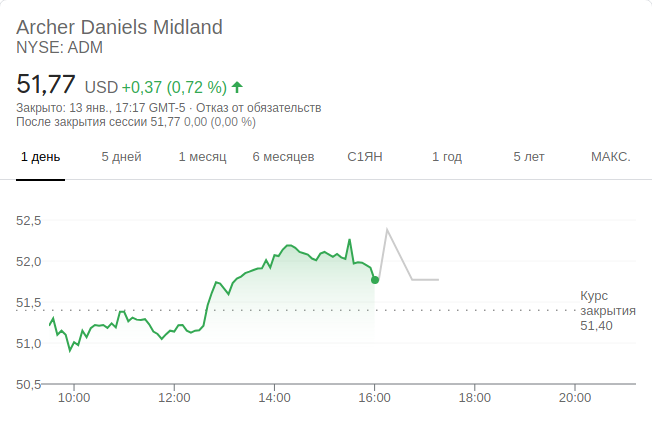 Archer Daniels Midland
NYSE: ADM
51,77 USD +0,37 (0,72 %)
Закрыто: 13 янв., 17:17 GMT-5 · Отказ от обязательств
После закрытия сессии 51,77 0,00 (0,00 %)
1 день 5 дней 1 месяц 6 месяцев С1ЯН 1 год 5 лет МАКС.
52,5
52,0
51,5
51,0
50,5
Курс
закрытия
51,40
10:00 12:00 14:00 16:00 18:00 20:00